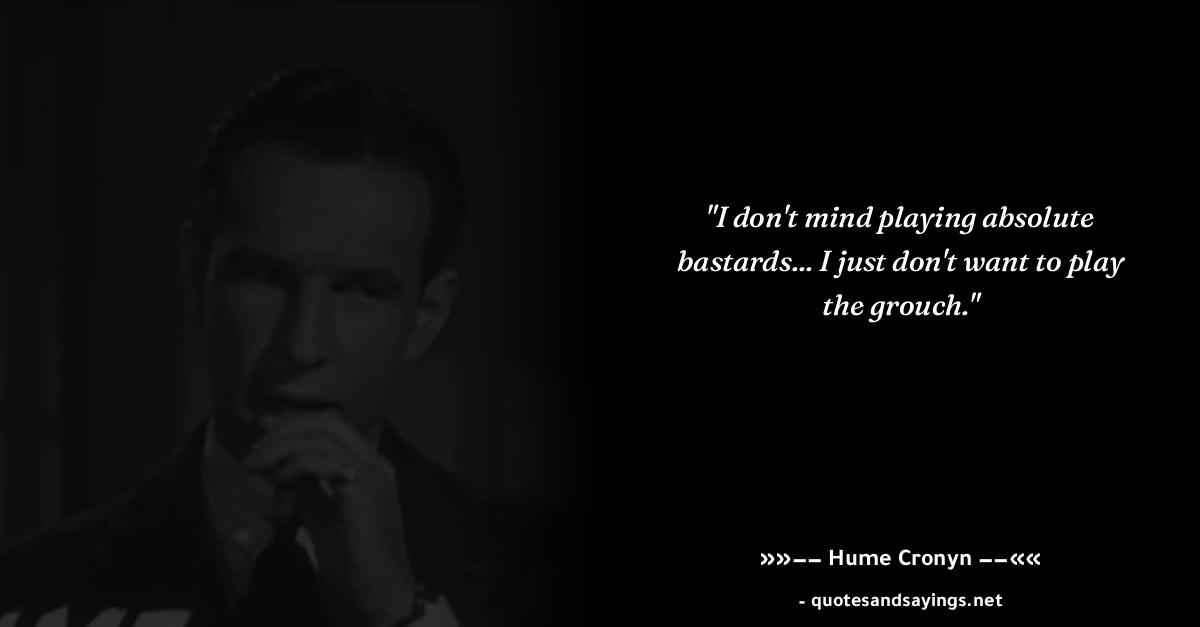 "I don't mind playing absolute
bastards... I just don't want to play
the grouch."
»»–– Hume Cronyn ––««
- quotesandsayings.net